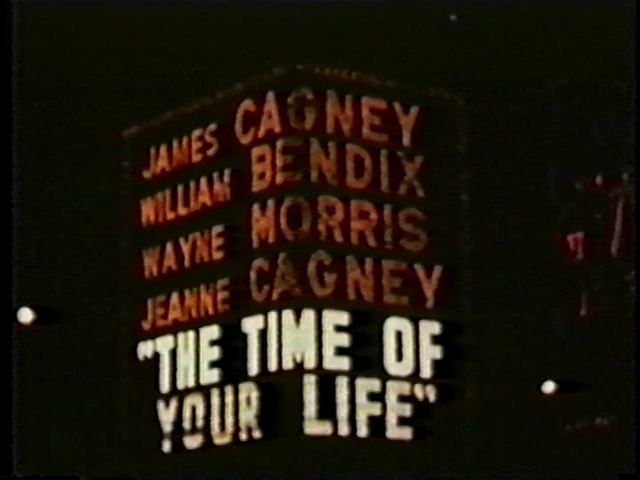 JAMES CAGNEY
WILLIAM BENDIX
WAYNE MORRIS
JEANNE CAGNEY
"THE TIME OF
YOUR LIFE"